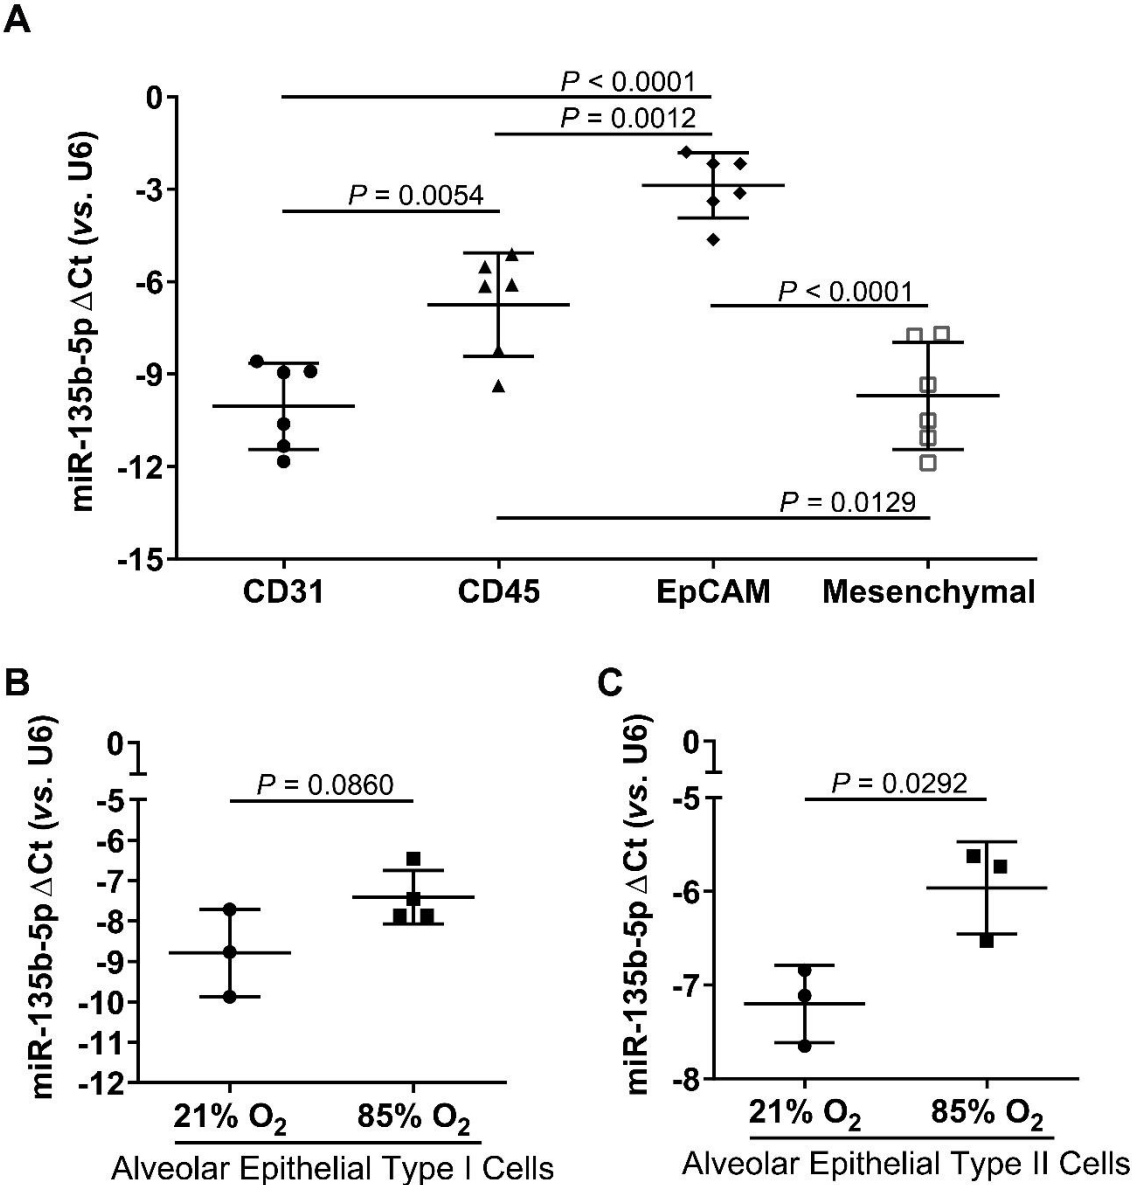 A
miR-135b-5p ΔCt (vs. U6)
0
-3
-6
-9
-12
-15
P < 0.0001
P = 0.0012
P = 0.0054
P < 0.0001
P = 0.0129
CD31 CD45 EpCAM Mesenchymal
B
miR-135b-5p ΔCt (vs. U6)
0
-5
-6
-7
-8
-9
-10
-11
-12
P = 0.0860
21% O₂ 85% O₂
Alveolar Epithelial Type I Cells
C
miR-135b-5p ΔCt (vs. U6)
0
-5
-6
-7
-8
P = 0.0292
21% O₂ 85% O₂
Alveolar Epithelial Type II Cells